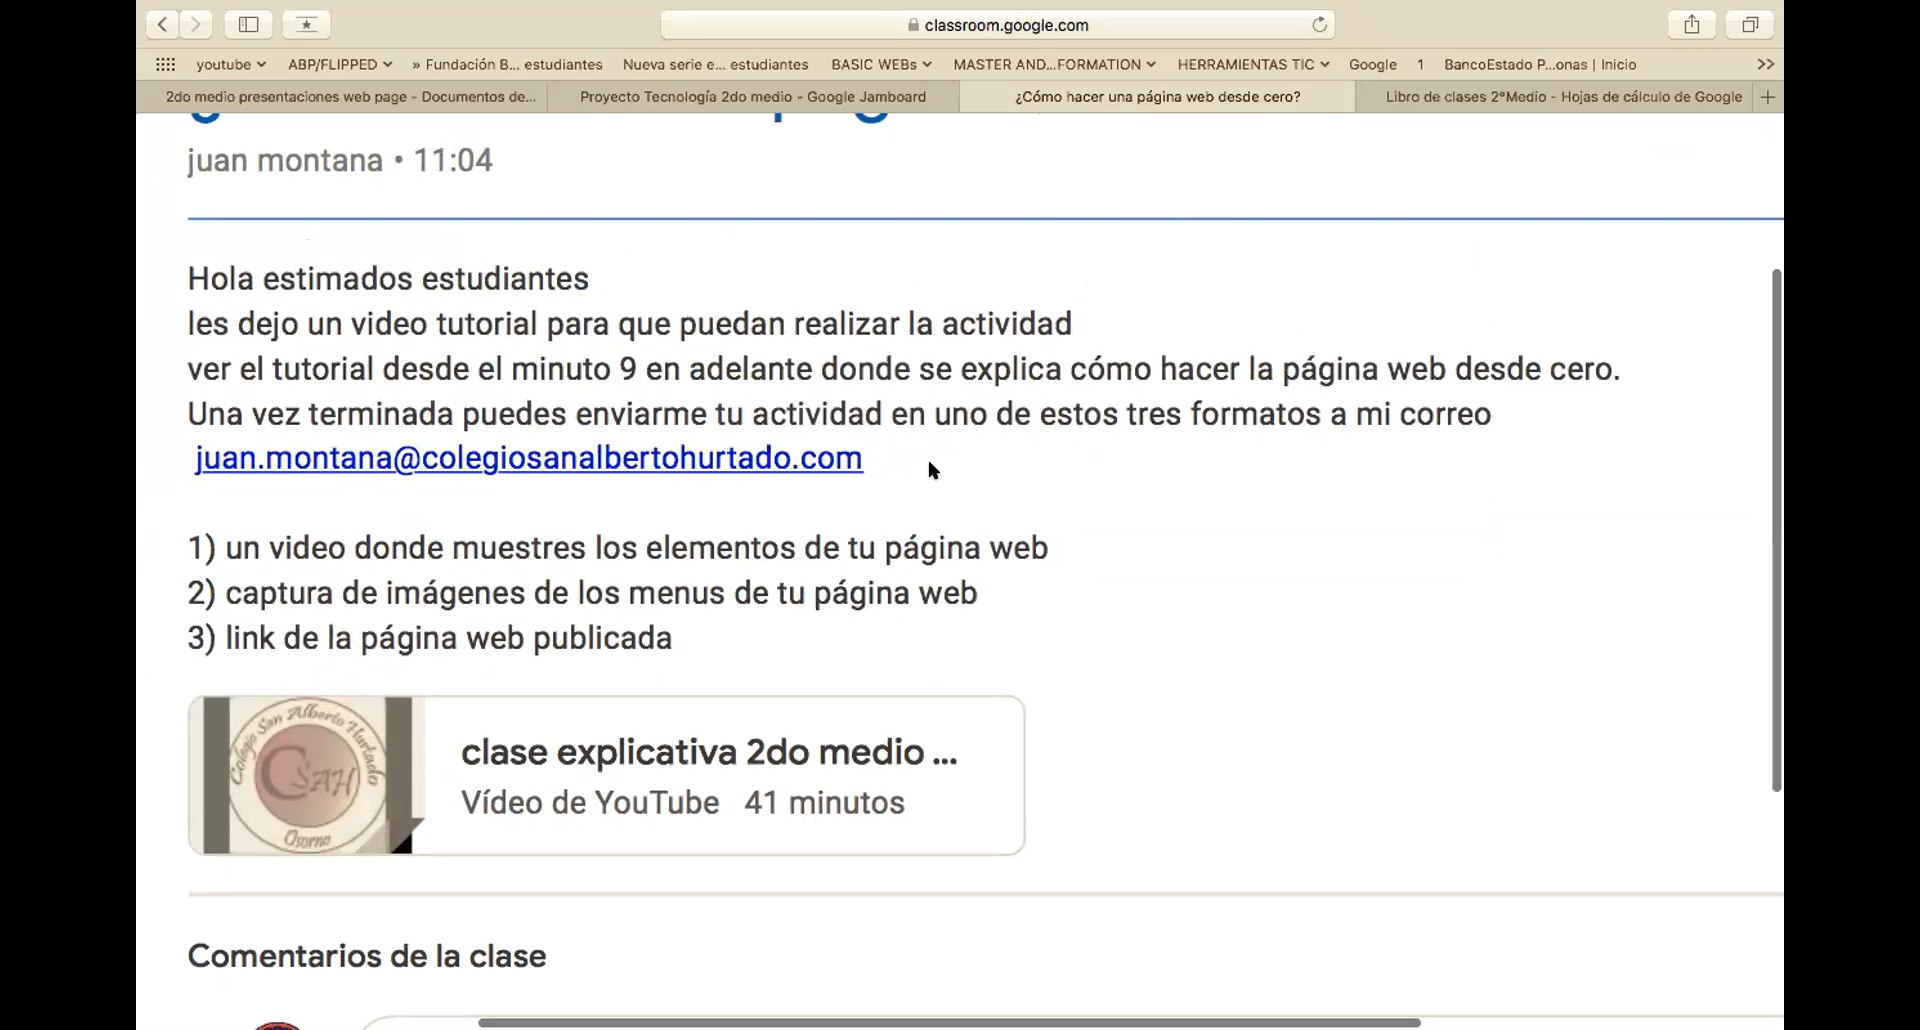 classroom.google.com
youtube
ABP/FLIPPED
» Fundación B... estudiantes
Nueva serie e... estudiantes
BASIC WEBs
MASTER AND...FORMATION
HERRAMIENTAS TIC
Google
1
BancoEstado P...onas | Inicio
2do medio presentaciones web page - Documentos de...
Proyecto Tecnología 2do medio - Google Jamboard
¿Cómo hacer una página web desde cero?
Libro de clases 2°Medio - Hojas de cálculo de Google
juan montana • 11:04
Hola estimados estudiantes
les dejo un video tutorial para que puedan realizar la actividad
ver el tutorial desde el minuto 9 en adelante donde se explica cómo hacer la página web desde cero.
Una vez terminada puedes enviarme tu actividad en uno de estos tres formatos a mi correo
juan.montana@colegiosanalbertohurtado.com
1) un video donde muestres los elementos de tu página web
2) captura de imágenes de los menus de tu página web
3) link de la página web publicada
Colegio San Alberto Hurtado
CSAH
Osorno
clase explicativa 2do medio ...
Vídeo de YouTube 41 minutos
Comentarios de la clase